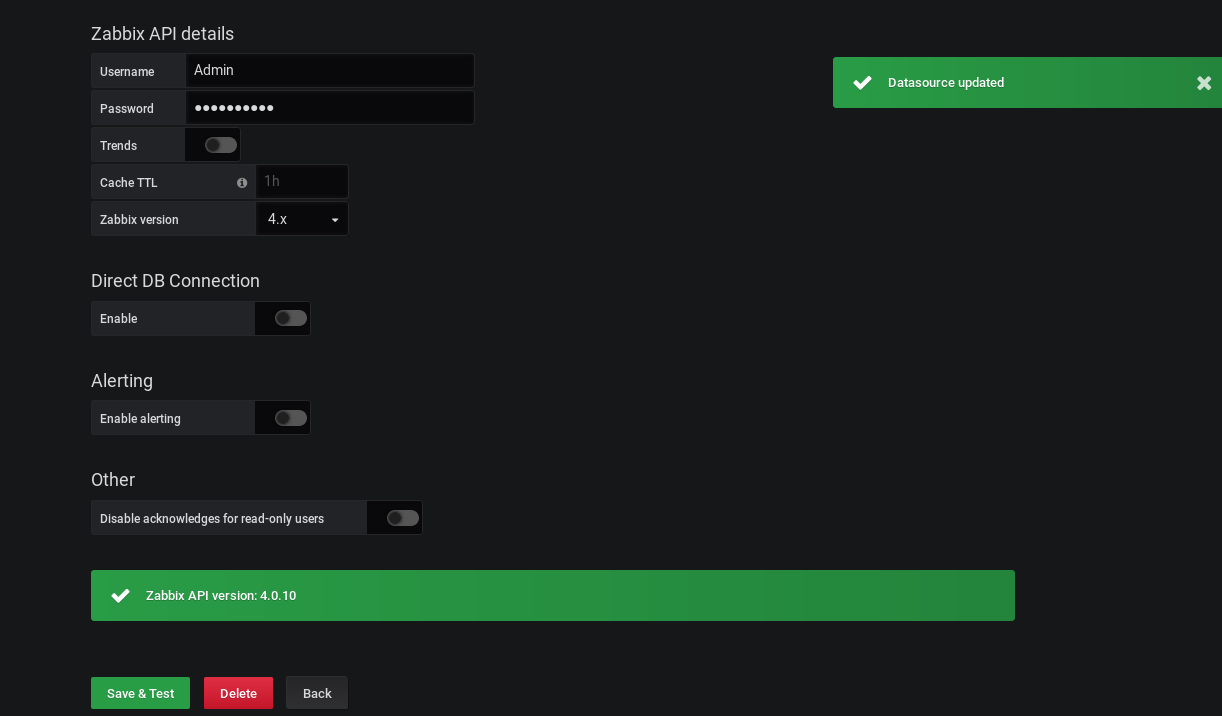 Zabbix API details
Username Admin
Datasource updated
Password ●●●●●●●●●●
Trends
Cache TTL 1h
Zabbix version 4.x
Direct DB Connection
Enable
Alerting
Enable alerting
Other
Disable acknowledges for read-only users
Zabbix API version: 4.0.10
Save & Test Delete Back